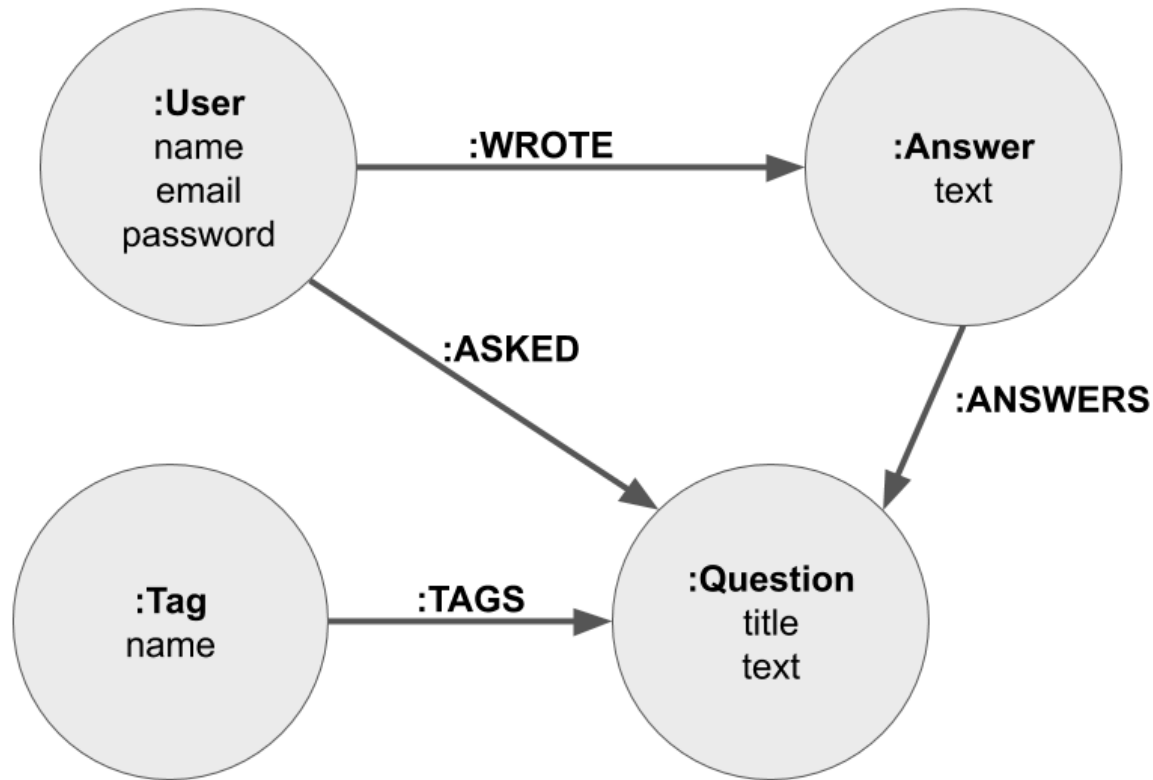 :User
name
email
password
:WROTE
:Answer
text
:ASKED
:ANSWERS
:Tag
name
:TAGS
:Question
title
text